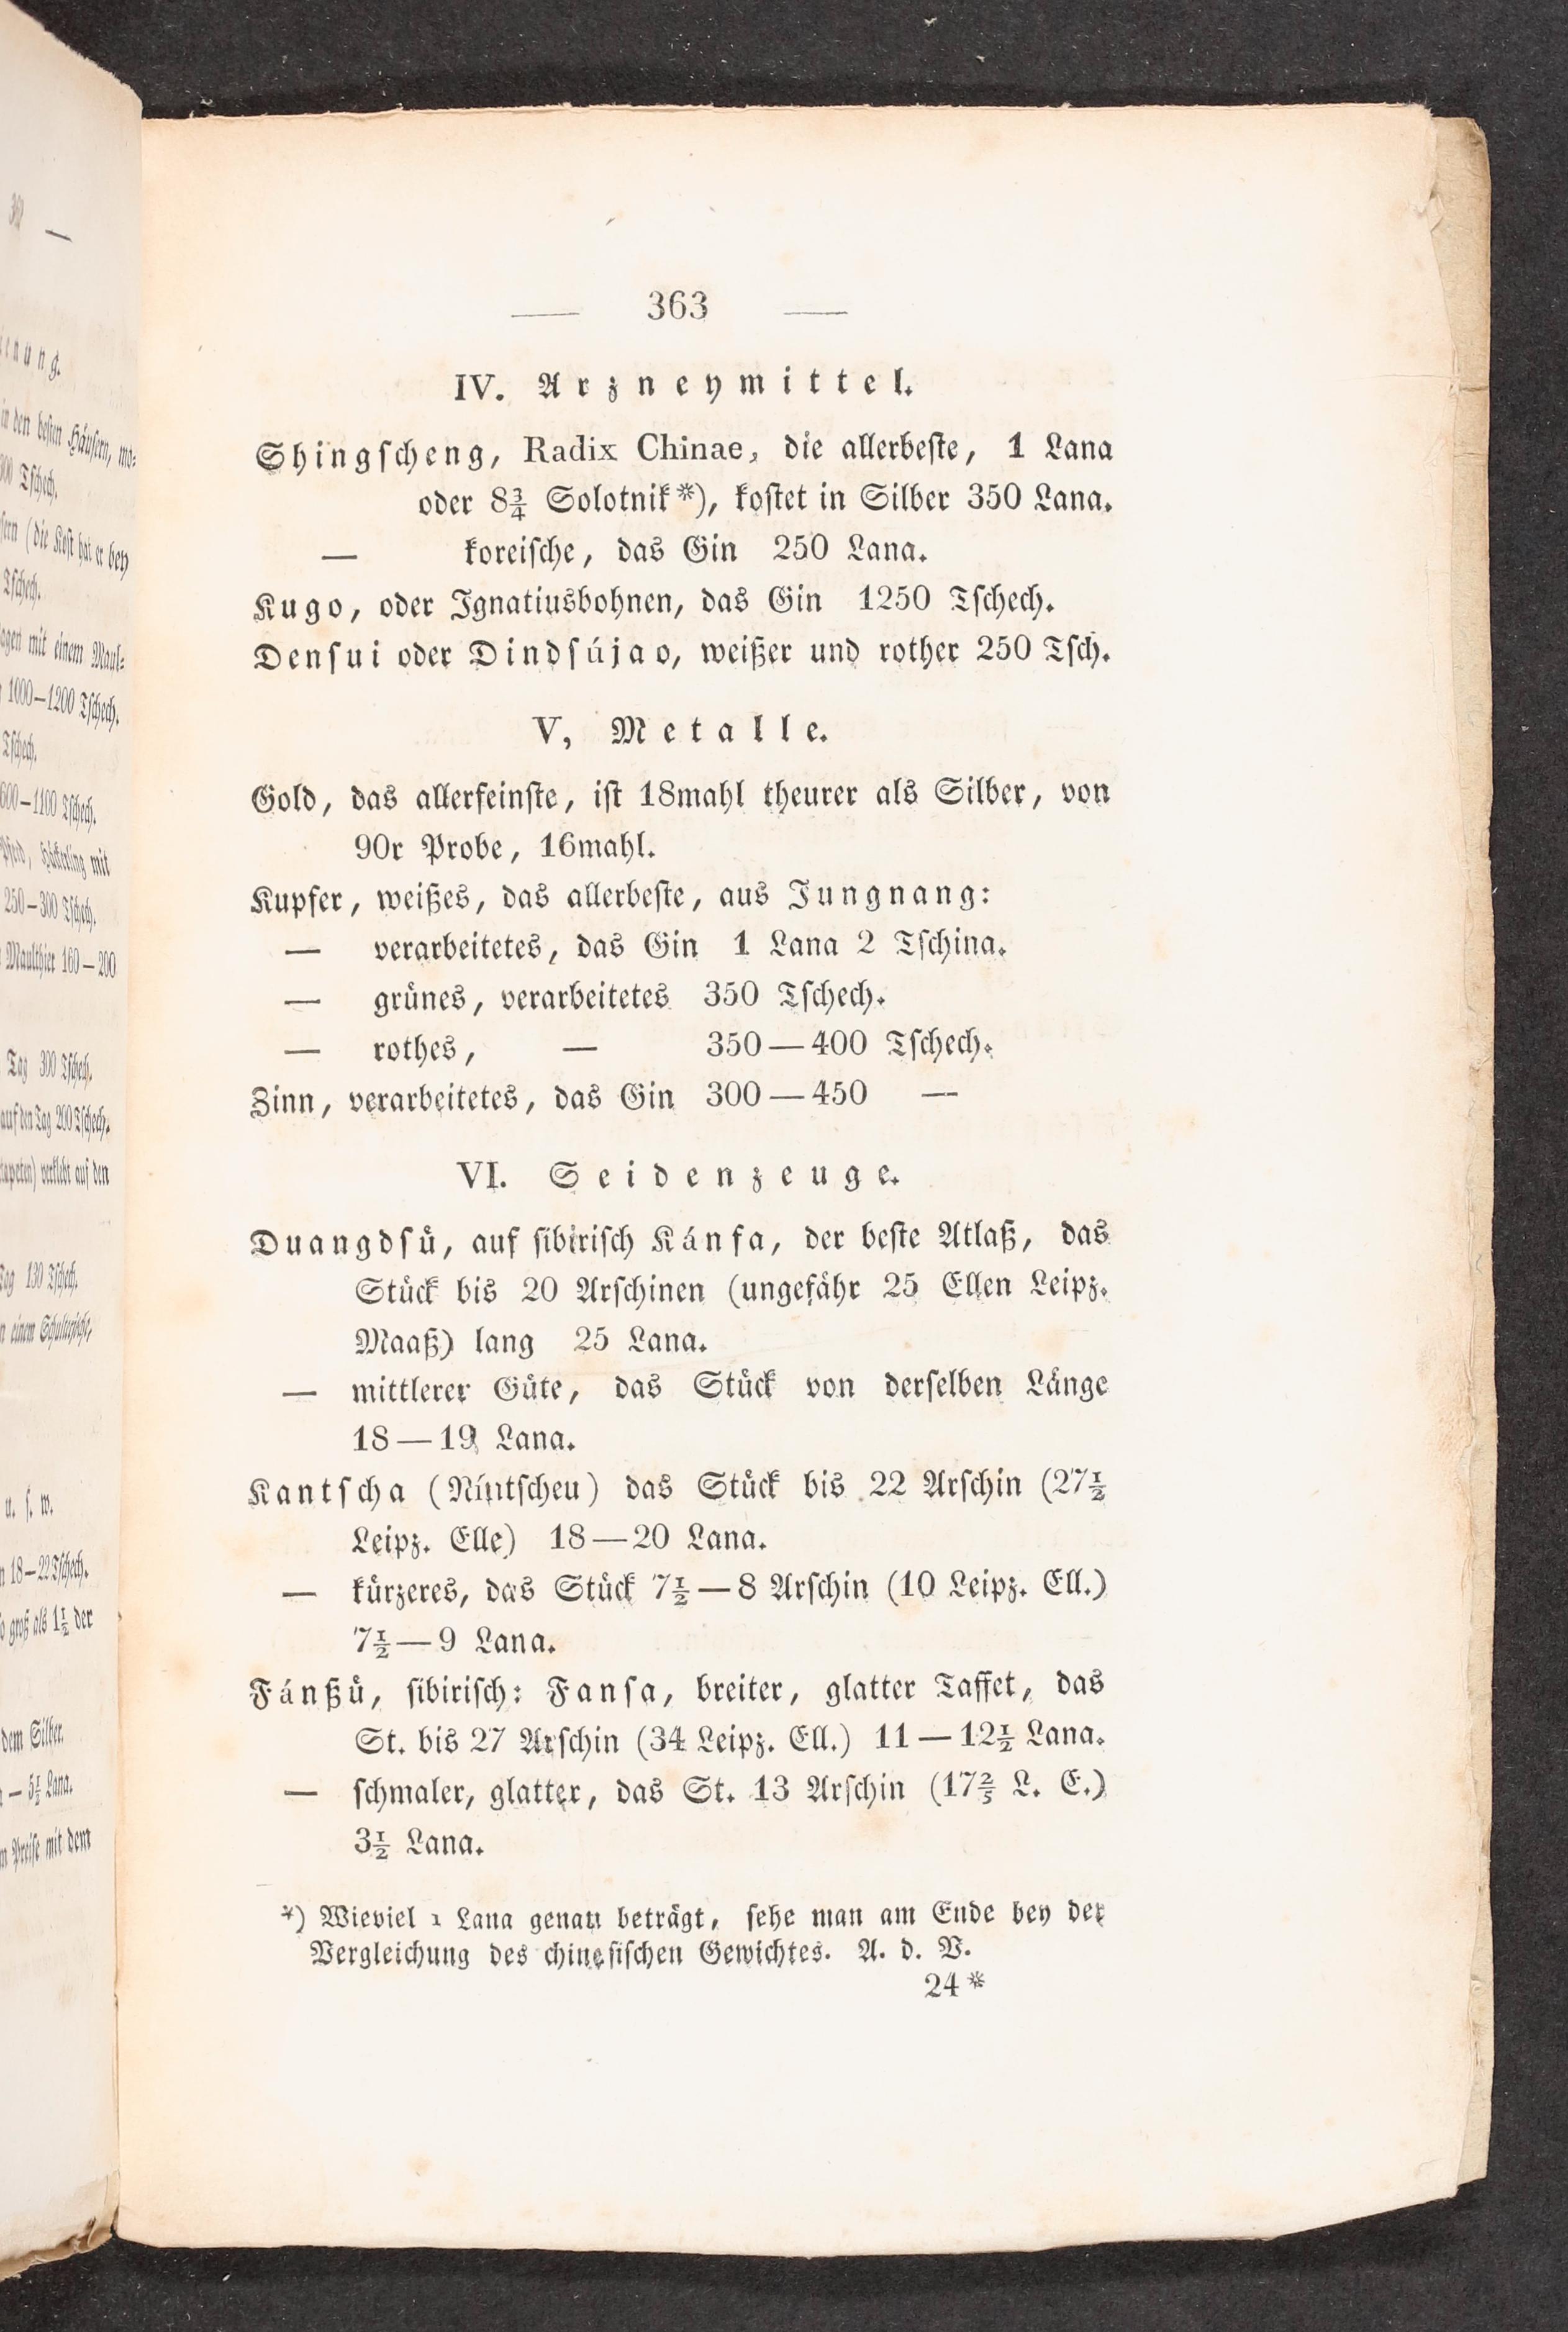 — 363 —
IV. Arzneymittel.
Shingscheng, Radix Chinae, die allerbeste, 1 Lana
oder 8¾ Solotnik*), kostet in Silber 350 Lana.
— koreische, das Gin 250 Lana.
Kugo, oder Ignatiusbohnen, das Gin 1250 Tschech.
Densui oder Dindsújao, weißer und rother 250 Tsch.
V, Metalle.
Gold, das allerfeinste, ist 18mahl theurer als Silber, von
90r Probe, 16mahl.
Kupfer, weißes, das allerbeste, aus Jungnang:
— verarbeitetes, das Gin 1 Lana 2 Tschina.
— grünes, verarbeitetes 350 Tschech.
— rothes, — 350—400 Tschech.
Zinn, verarbeitetes, das Gin 300—450 —
VI. Seidenzeuge.
Duangdsü, auf sibirisch Kánfa, der beste Atlaß, das
Stück bis 20 Arschinen (ungefähr 25 Ellen Leipz.
Maaß) lang 25 Lana.
— mittlerer Güte, das Stück von derselben Länge
18—19 Lana.
Kantscha (Níutscheu) das Stück bis 22 Arschin (27½
Leipz. Elle) 18—20 Lana.
— kürzeres, das Stück 7½—8 Arschin (10 Leipz. Ell.)
7½—9 Lana.
Fánßü, sibirisch: Fansa, breiter, glatter Taffet, das
St. bis 27 Arschin (34 Leipz. Ell.) 11—12½ Lana.
— schmaler, glatter, das St. 13 Arschin (17⅖ L. E.)
3½ Lana.
*) Wieviel 1 Lana genau beträgt, sehe man am Ende bey der
Vergleichung des chinesischen Gewichtes. A. d. V.
24*